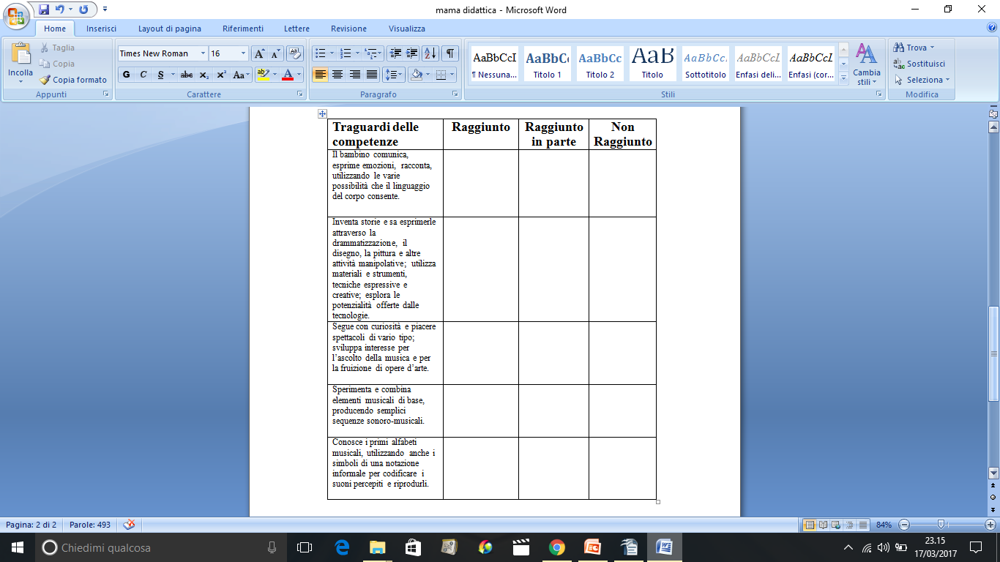 mama didattica - Microsoft Word
Home Inserisci Layout di pagina Riferimenti Lettere Revisione Visualizza
Incolla
Taglia
Copia
Copia formato
Appunti
Times New Roman 16
G C S abc x₂ x² Aa
Carattere
Paragrafo
AaBbCcI AaBbC AaBbCc AaB AaBbCc. AaBbCcI AaBbCcI
¶ Nessuna... Titolo 1 Titolo 2 Titolo Sottotitolo Enfasi deli... Enfasi (cor...
Stili
Cambia
stili
Trova
Sostituisci
Seleziona
Modifica
Traguardi delle
competenze
Raggiunto
Raggiunto
in parte
Non
Raggiunto
Il bambino comunica,
esprime emozioni, racconta,
utilizzando le varie
possibilità che il linguaggio
del corpo consente.
Inventa storie e sa esprimerle
attraverso la
drammatizzazione, il
disegno, la pittura e altre
attività manipolative; utilizza
materiali e strumenti,
tecniche espressive e
creative; esplora le
potenzialità offerte dalle
tecnologie.
Segue con curiosità e piacere
spettacoli di vario tipo;
sviluppa interesse per
l’ascolto della musica e per
la fruizione di opere d’arte.
Sperimenta e combina
elementi musicali di base,
producendo semplici
sequenze sonoro-musicali.
Conosce i primi alfabeti
musicali, utilizzando anche i
simboli di una notazione
informale per codificare i
suoni percepiti e riprodurli.
Pagina: 2 di 2 Parole: 493 84%
Chiedimi qualcosa
23.15
17/03/2017